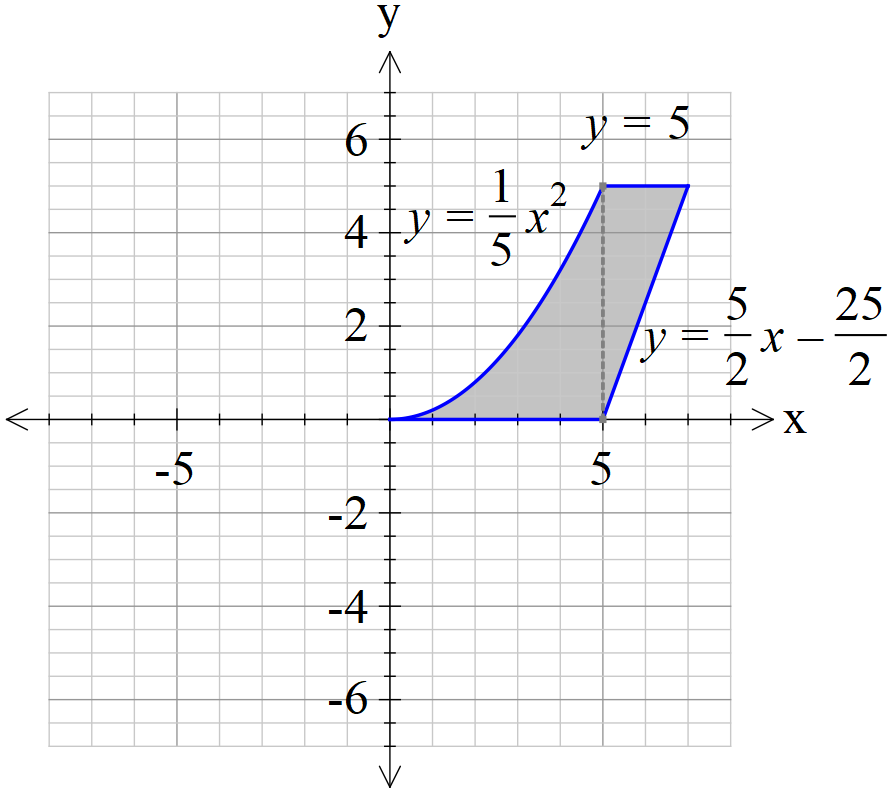 y
y = 5
6
y = 1/5 x²
4
2
y = 5/2 x – 25/2
x
-5
5
-2
-4
-6